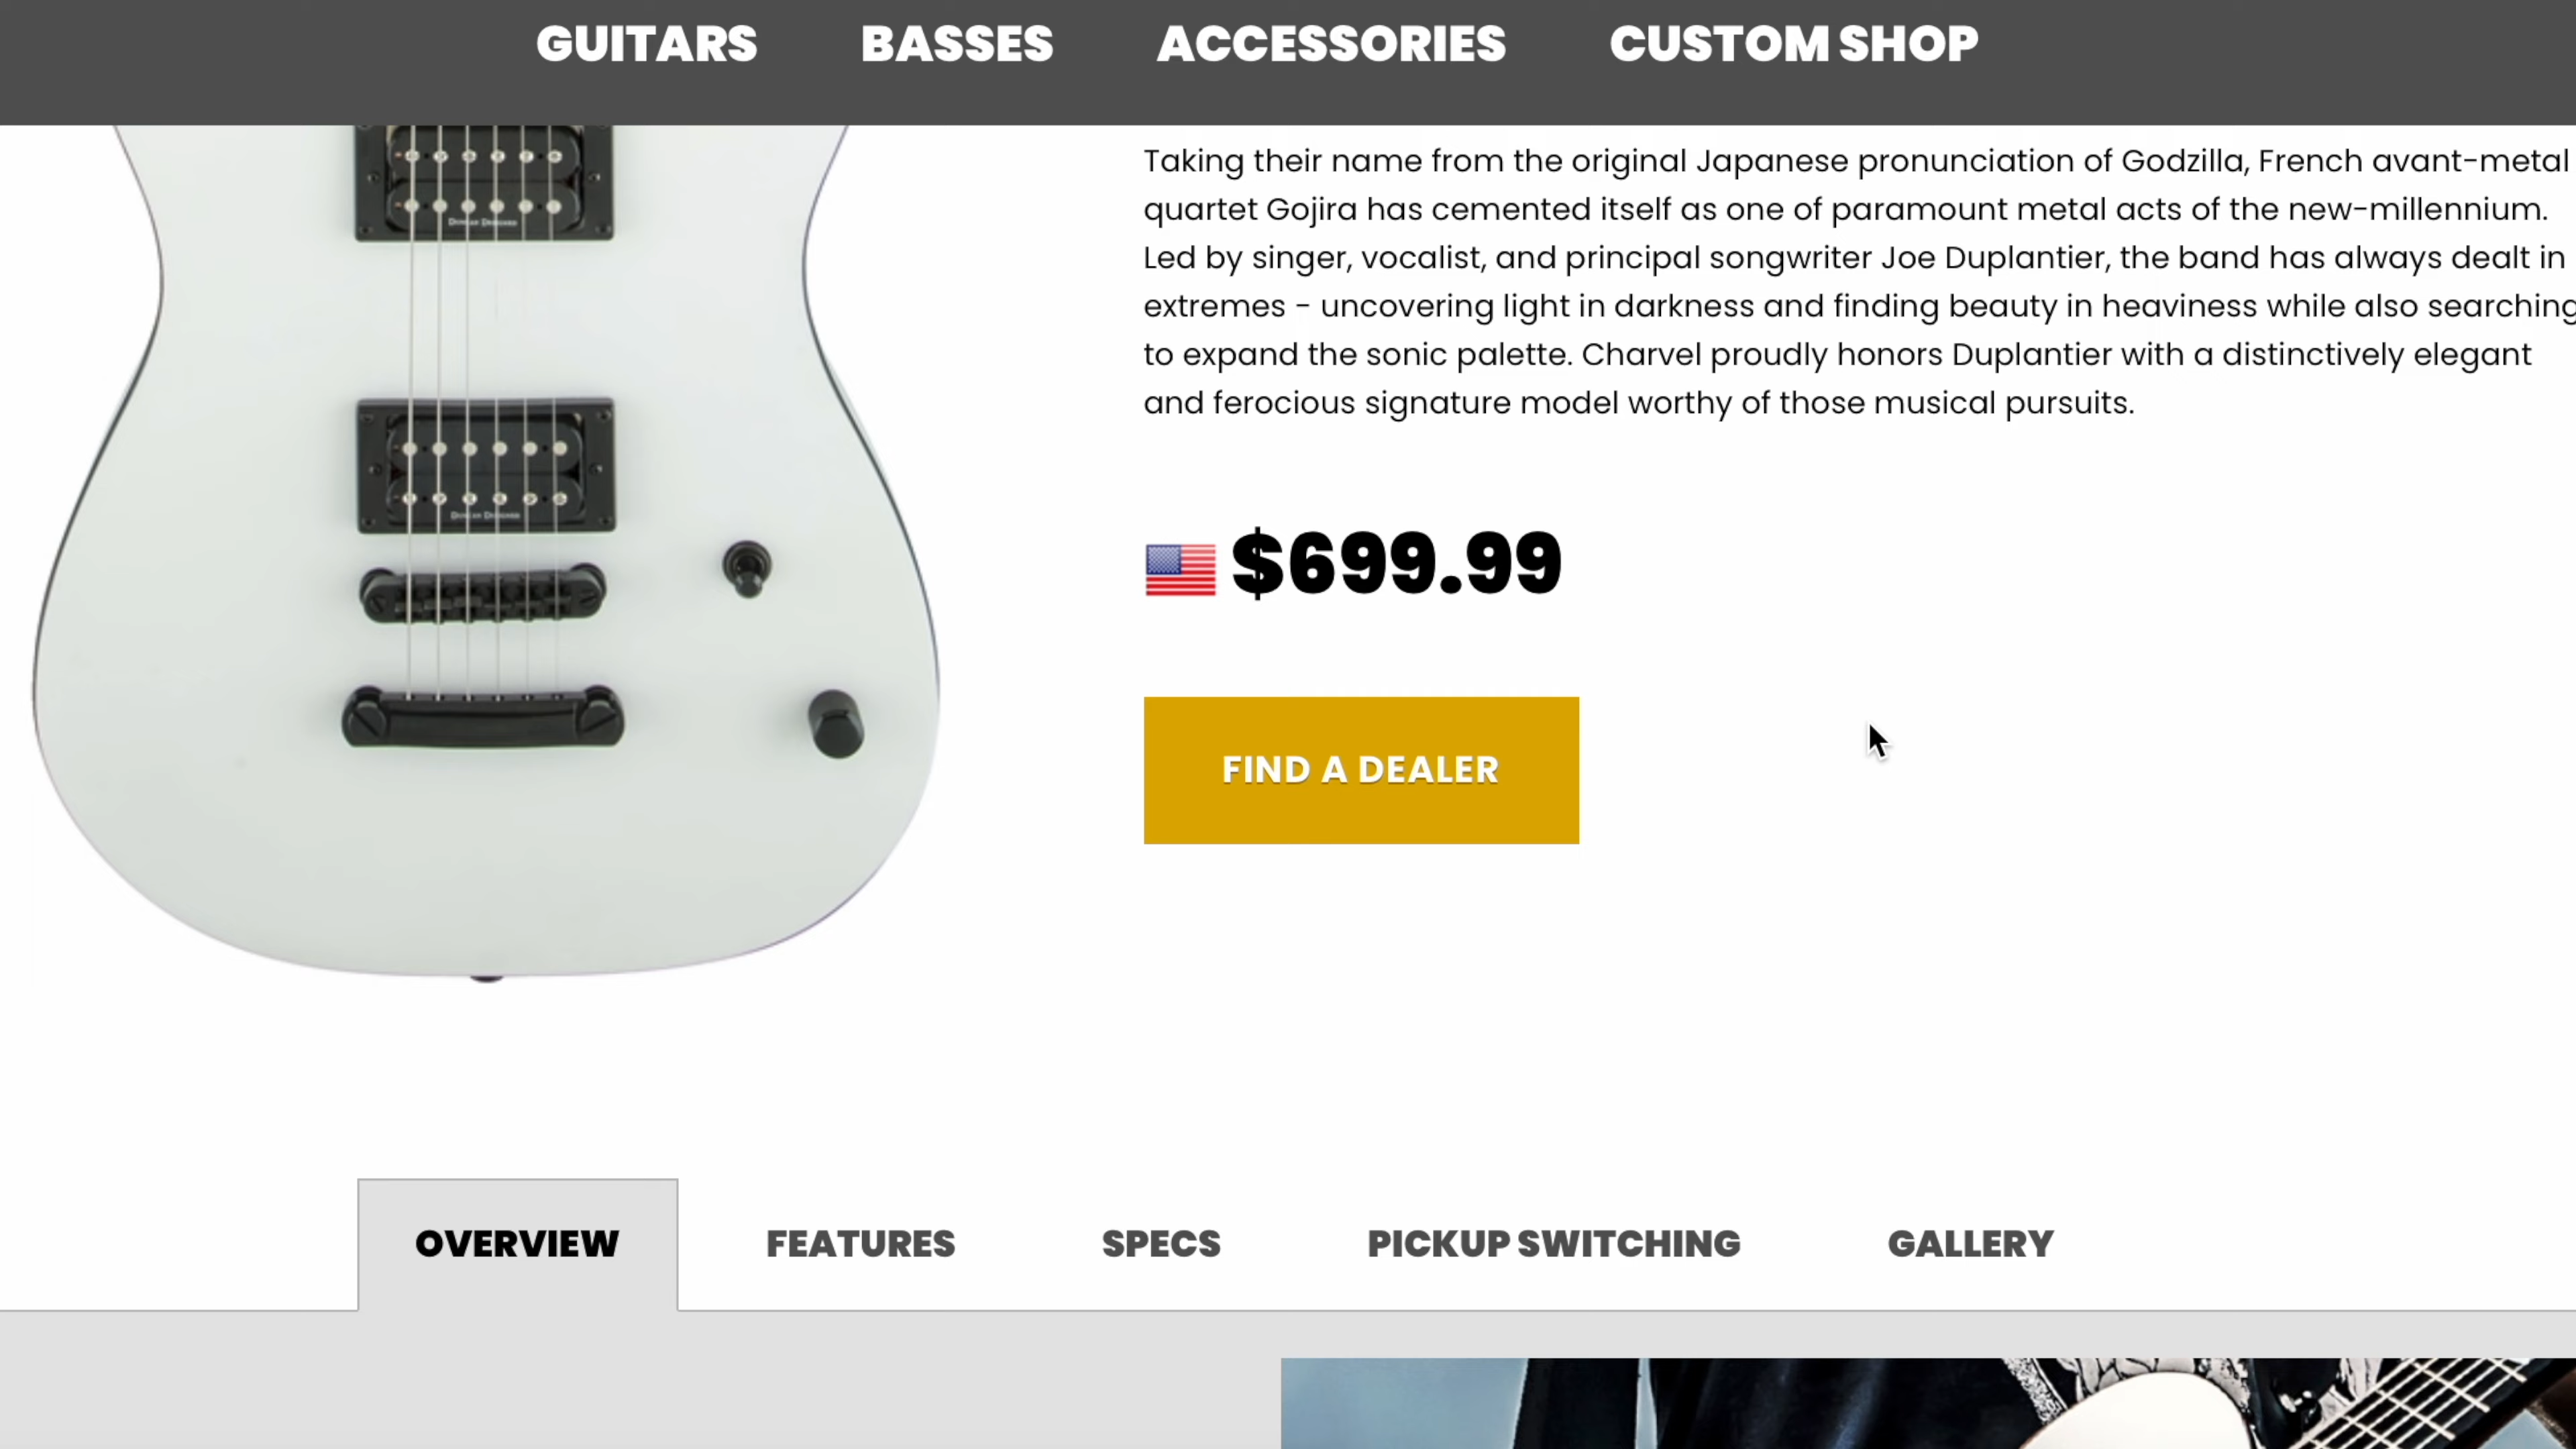 GUITARS BASSES ACCESSORIES CUSTOM SHOP
Taking their name from the original Japanese pronunciation of Godzilla, French avant-metal
quartet Gojira has cemented itself as one of paramount metal acts of the new-millennium.
Led by singer, vocalist, and principal songwriter Joe Duplantier, the band has always dealt in
extremes - uncovering light in darkness and finding beauty in heaviness while also searching
to expand the sonic palette. Charvel proudly honors Duplantier with a distinctively elegant
and ferocious signature model worthy of those musical pursuits.
DUNCAN DESIGNED
DUNCAN DESIGNED
$699.99
FIND A DEALER
OVERVIEW FEATURES SPECS PICKUP SWITCHING GALLERY